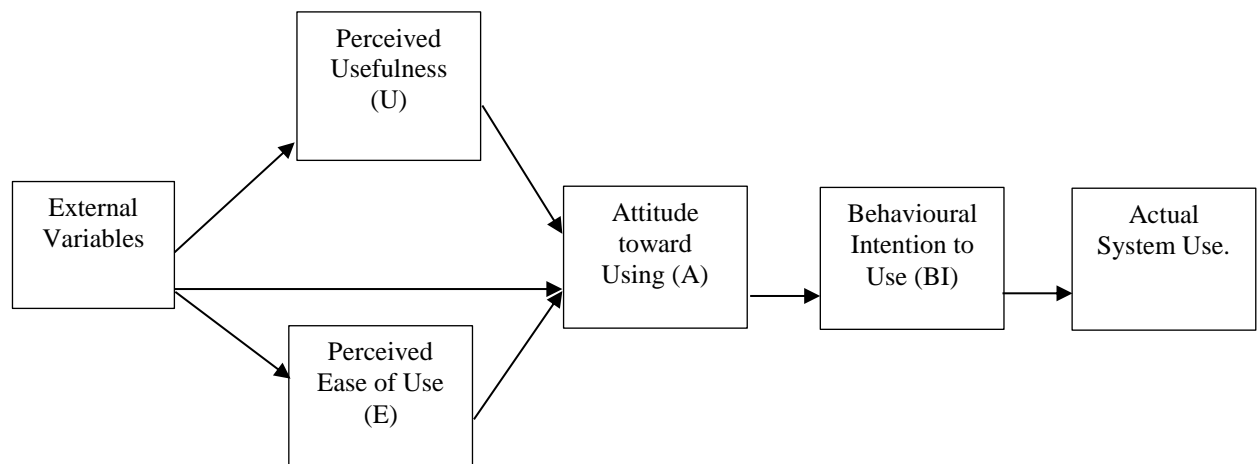 Perceived
Usefulness
(U)
External
Variables
Attitude
toward
Using (A)
Behavioural
Intention to
Use (BI)
Actual
System Use.
Perceived
Ease of Use
(E)